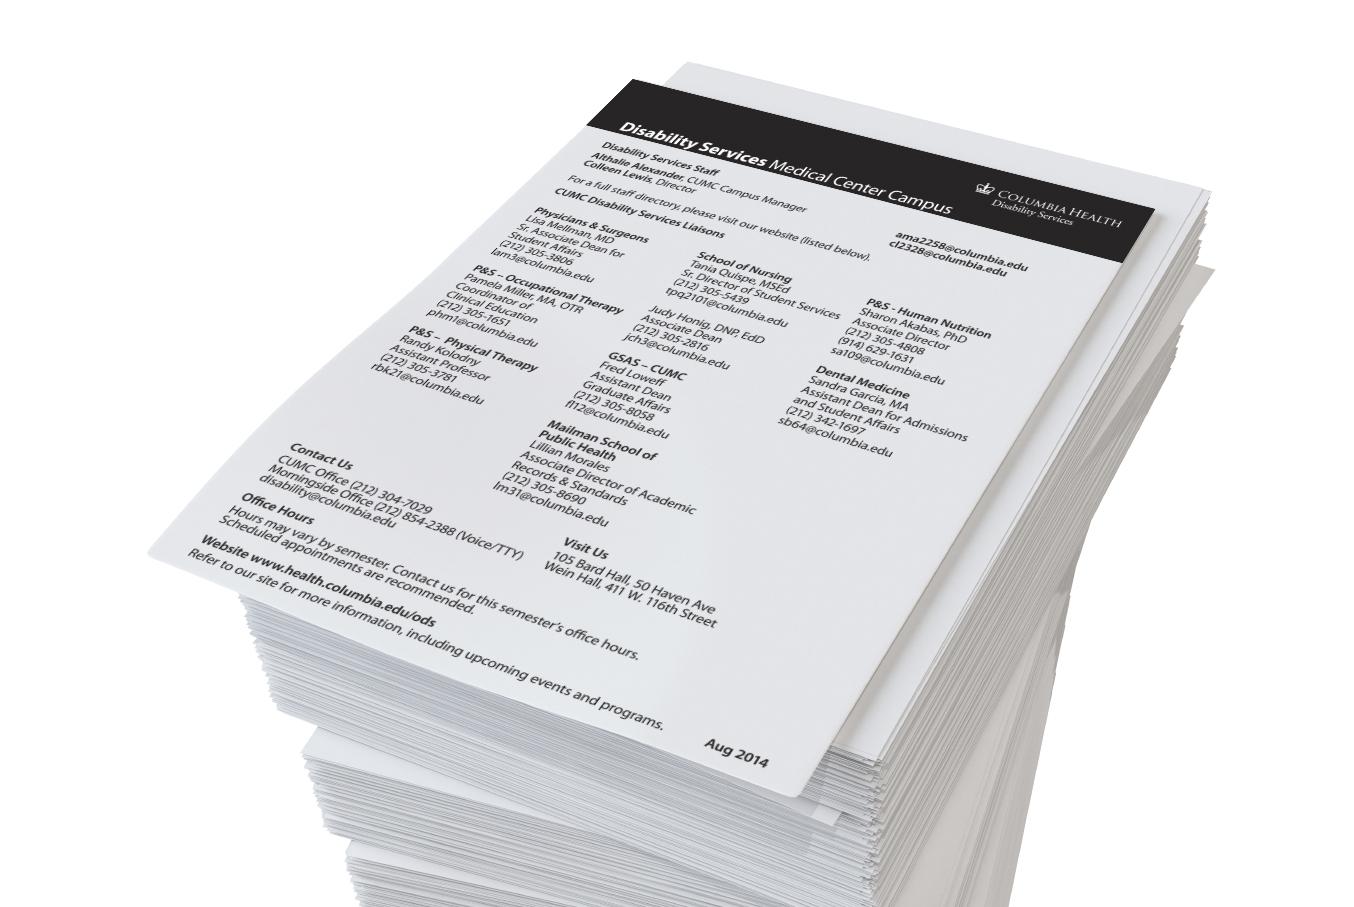 Disability Services Medical Center Campus
COLUMBIA HEALTH
Disability Services
Disability Services Staff
Althalie Alexander, CUMC Campus Manager
ama2258@columbia.edu
Colleen Lewis, Director
cl2328@columbia.edu
For a full staff directory, please visit our website (listed below).
CUMC Disability Services Liaisons
Physicians & Surgeons
Lisa Mellman, MD
Sr. Associate Dean for
Student Affairs
(212) 305-3806
lam3@columbia.edu
P&S – Occupational Therapy
Pamela Miller, MA, OTR
Coordinator of
Clinical Education
(212) 305-1651
phm1@columbia.edu
P&S – Physical Therapy
Randy Kolodny
Assistant Professor
(212) 305-3781
rbk21@columbia.edu
School of Nursing
Tania Quispe, MSEd
Sr. Director of Student Services
(212) 305-5439
tpq2101@columbia.edu
Judy Honig, DNP, EdD
Associate Dean
(212) 305-2816
jch3@columbia.edu
GSAS – CUMC
Fred Loweff
Assistant Dean
Graduate Affairs
(212) 305-8058
fl12@columbia.edu
Mailman School of
Public Health
Lillian Morales
Associate Director of Academic
Records & Standards
(212) 305-8690
lm31@columbia.edu
P&S - Human Nutrition
Sharon Akabas, PhD
Associate Director
(212) 305-4808
(914) 629-1631
sa109@columbia.edu
Dental Medicine
Sandra Garcia, MA
Assistant Dean for Admissions
and Student Affairs
(212) 342-1697
sb64@columbia.edu
Contact Us
CUMC Office (212) 304-7029
Morningside Office (212) 854-2388 (Voice/TTY)
disability@columbia.edu
Visit Us
105 Bard Hall, 50 Haven Ave
Wein Hall, 411 W. 116th Street
Office Hours
Hours may vary by semester. Contact us for this semester's office hours.
Scheduled appointments are recommended.
Website www.health.columbia.edu/ods
Refer to our site for more information, including upcoming events and programs.
Aug 2014